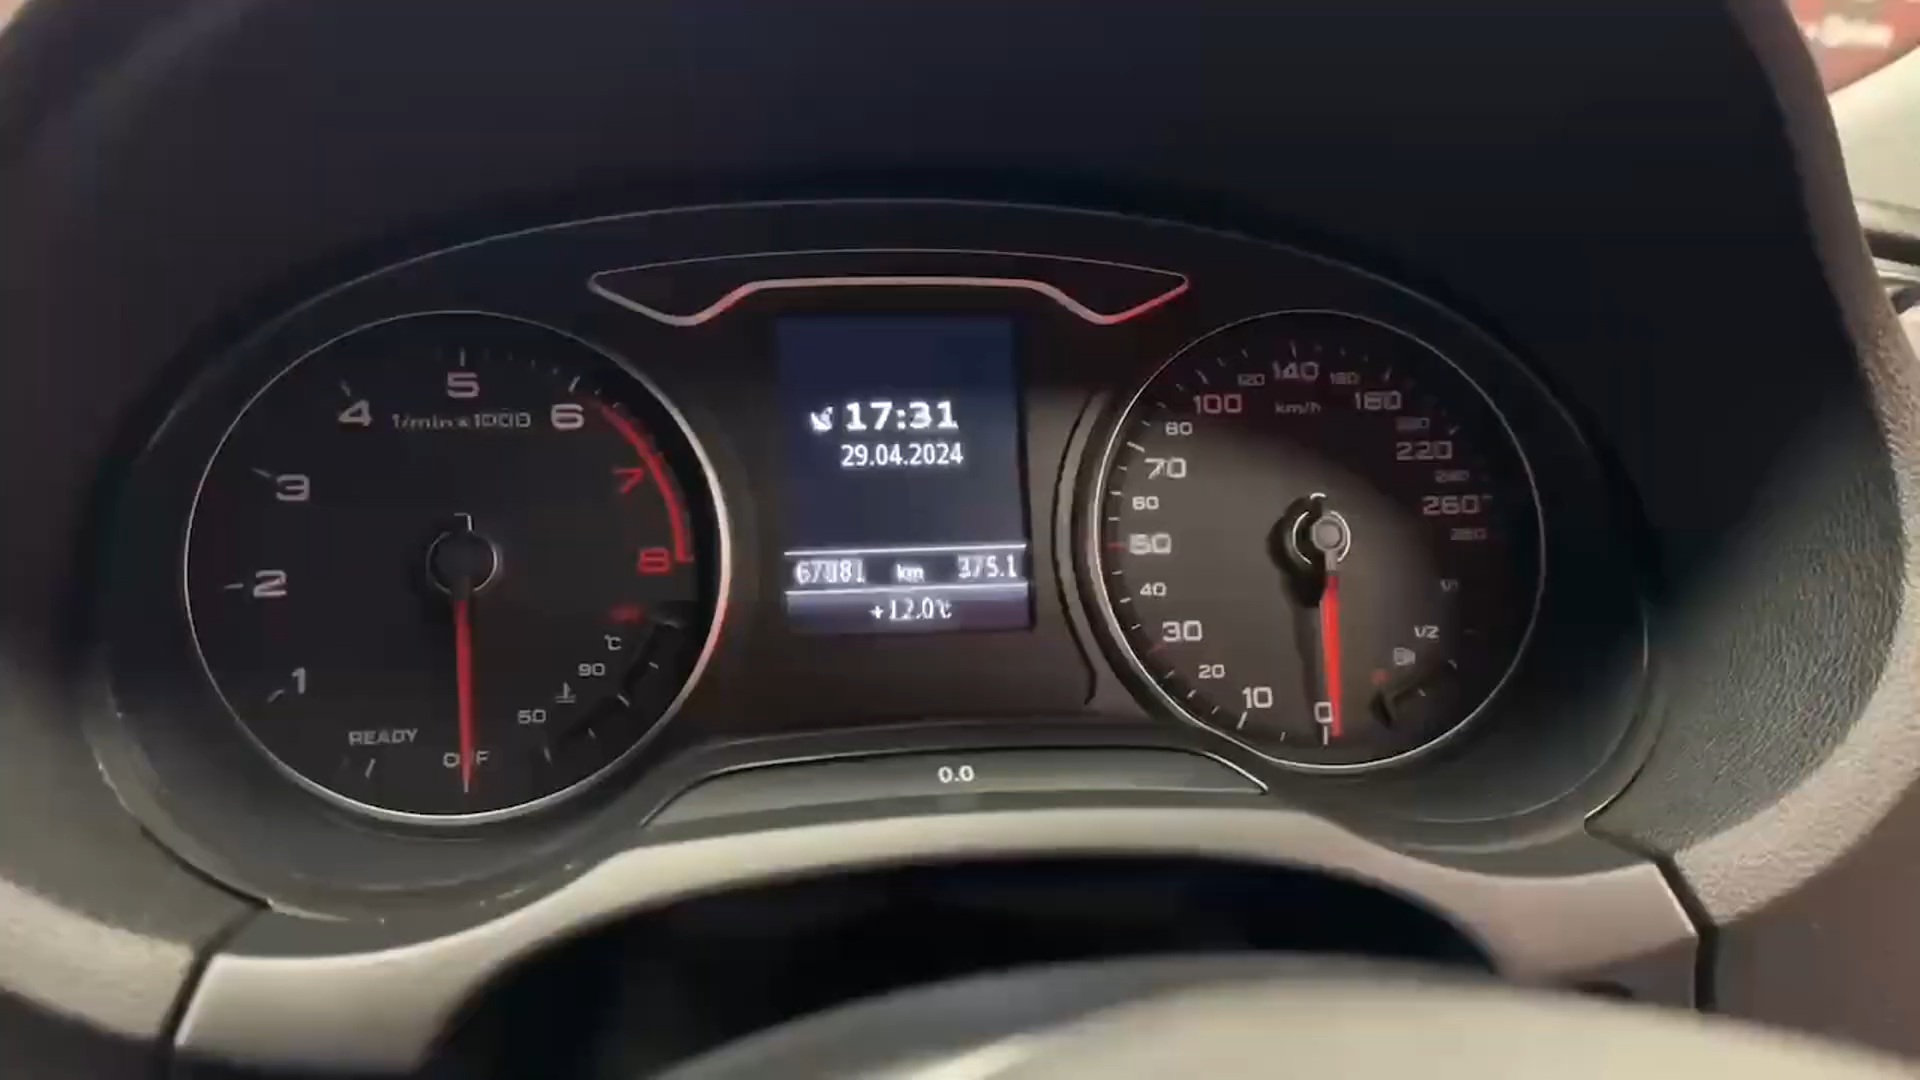 5
4 1/min x 1000 6
3 7
2 8
1
°C
90
50
READY
OFF
17:31
29.04.2024
km 375.1
+12.0°C
0.0
120 140 160
100 km/h 180
80
70 220
60 240
50 260
280
40
30 1/2
20
10
0